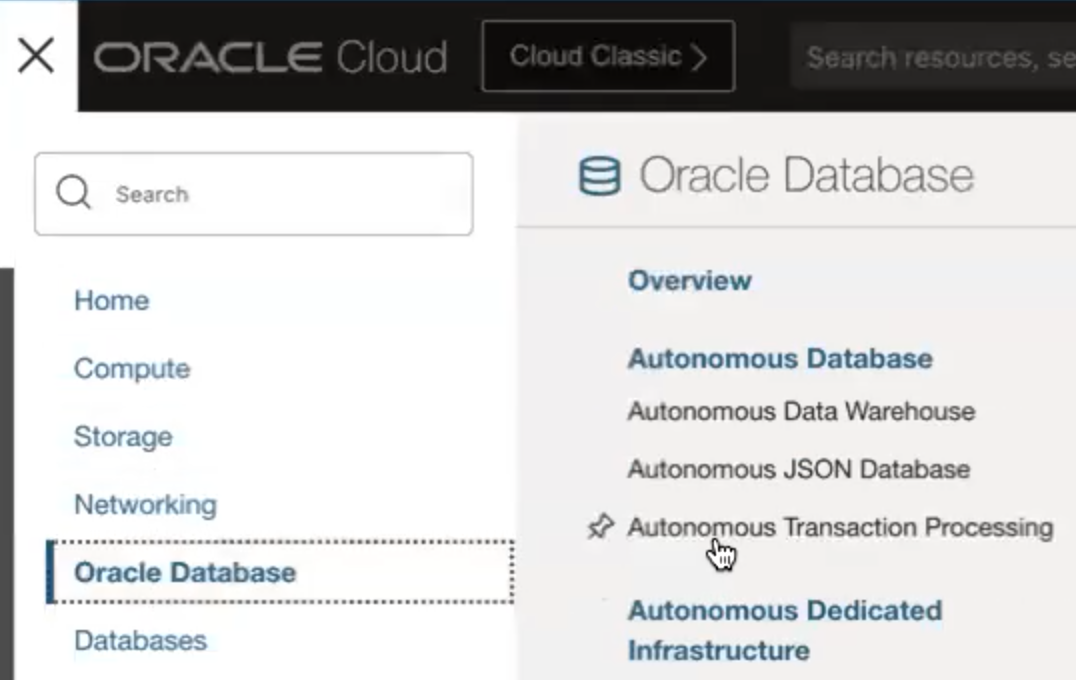 ORACLE Cloud
Cloud Classic >
Search resources, se
Search
Home
Compute
Storage
Networking
Oracle Database
Databases
Oracle Database
Overview
Autonomous Database
Autonomous Data Warehouse
Autonomous JSON Database
Autonomous Transaction Processing
Autonomous Dedicated
Infrastructure